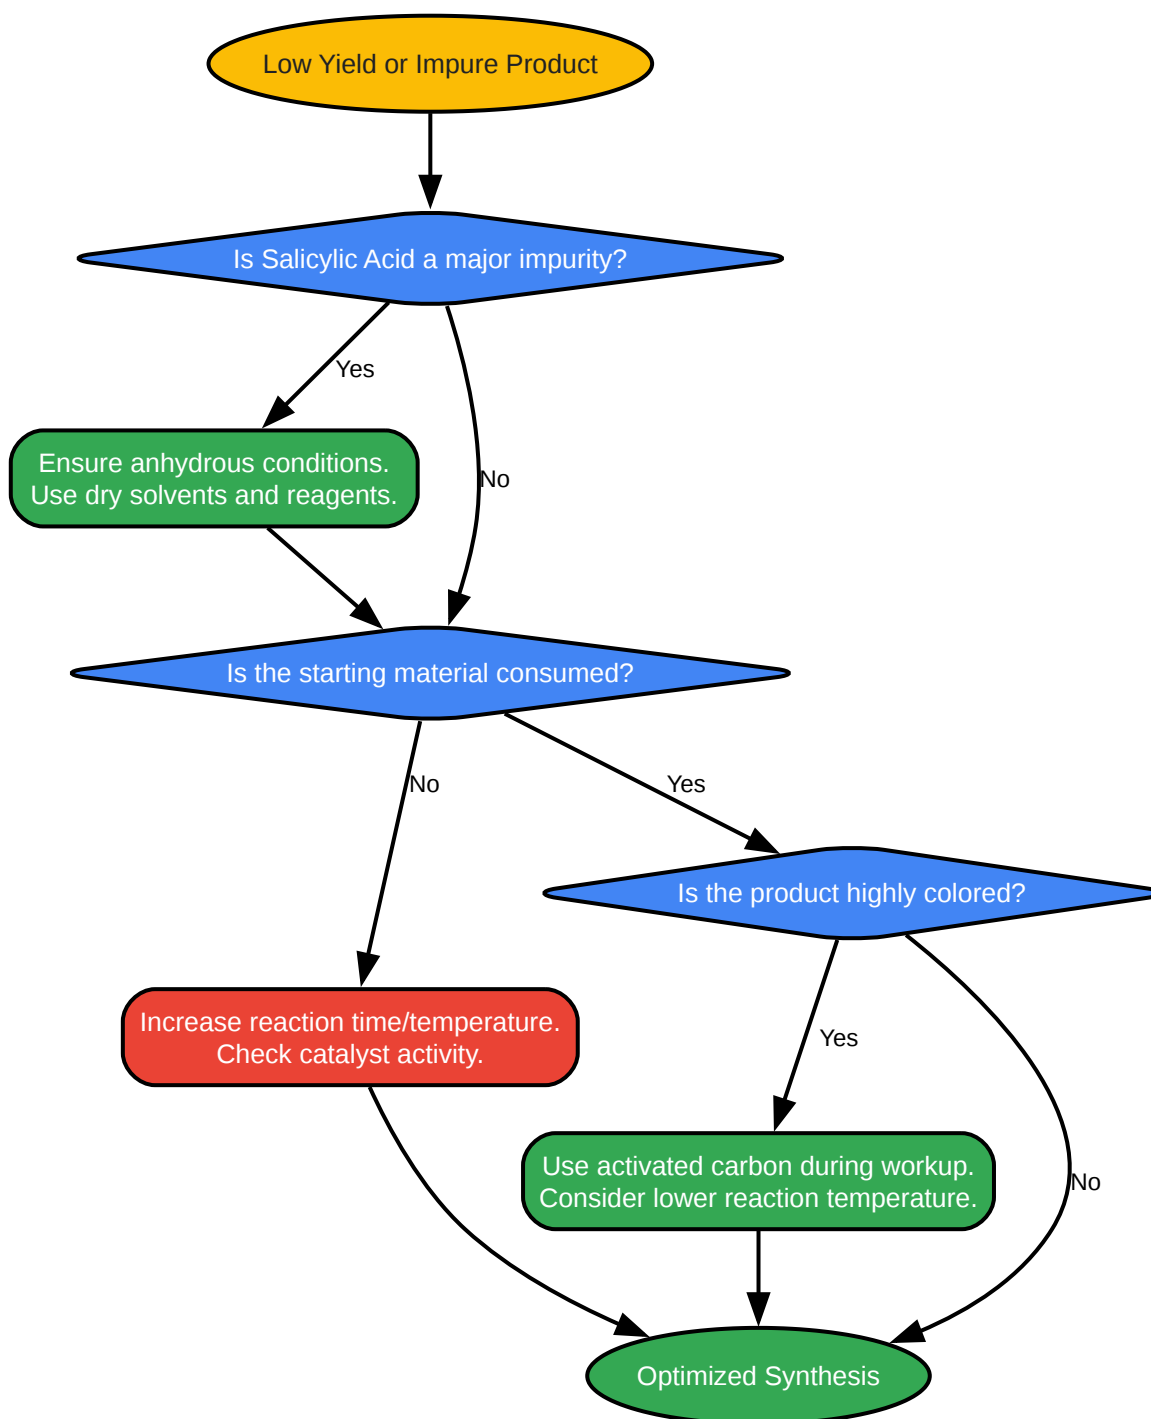 Low Yield or Impure Product
Is Salicylic Acid a major impurity?
Yes
Ensure anhydrous conditions.
Use dry solvents and reagents.
No
Is the starting material consumed?
No
Yes
Is the product highly colored?
Increase reaction time/temperature.
Check catalyst activity.
Yes
Use activated carbon during workup.
Consider lower reaction temperature.
No
Optimized Synthesis